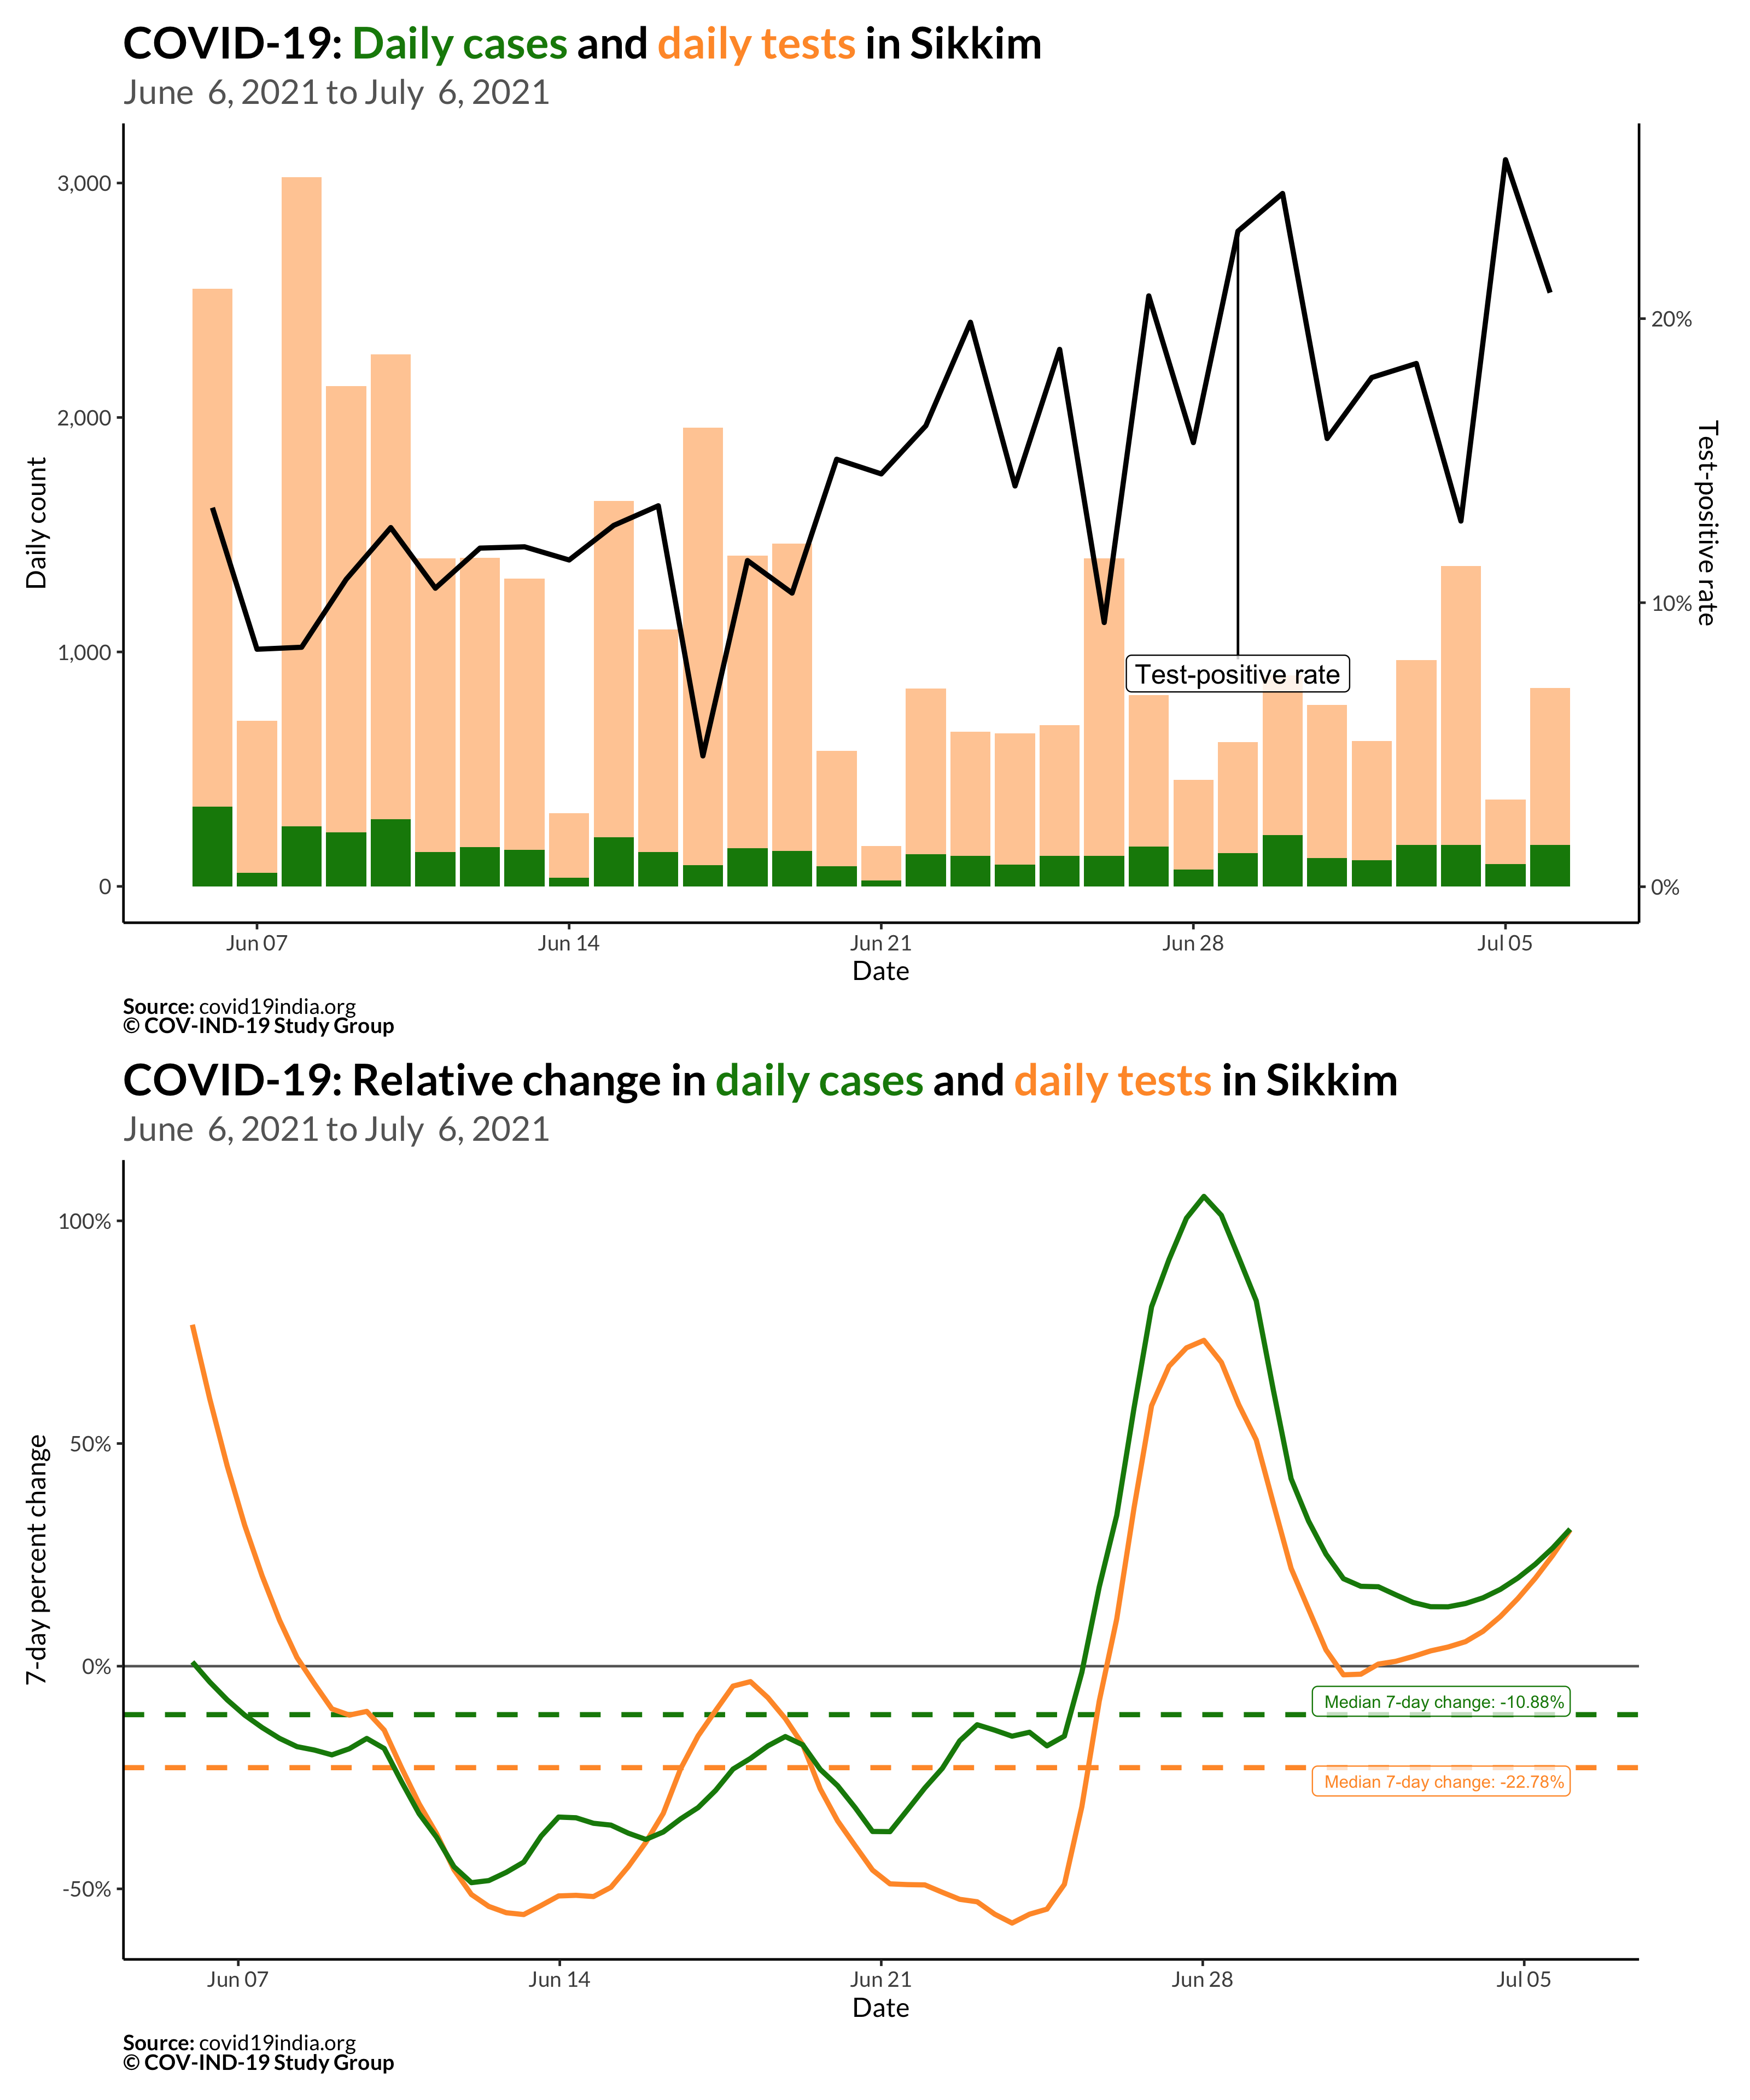 COVID-19: Daily cases and daily tests in Sikkim
June  6, 2021 to July  6, 2021
3,000
2,000
1,000
0
Daily count
20%
10%
0%
Test-positive rate
Test-positive rate
Jun 07
Jun 14
Jun 21
Jun 28
Jul 05
Date
Source: covid19india.org
© COV-IND-19 Study Group
COVID-19: Relative change in daily cases and daily tests in Sikkim
June  6, 2021 to July  6, 2021
100%
50%
0%
-50%
7-day percent change
Median 7-day change: -10.88%
Median 7-day change: -22.78%
Jun 07
Jun 14
Jun 21
Jun 28
Jul 05
Date
Source: covid19india.org
© COV-IND-19 Study Group